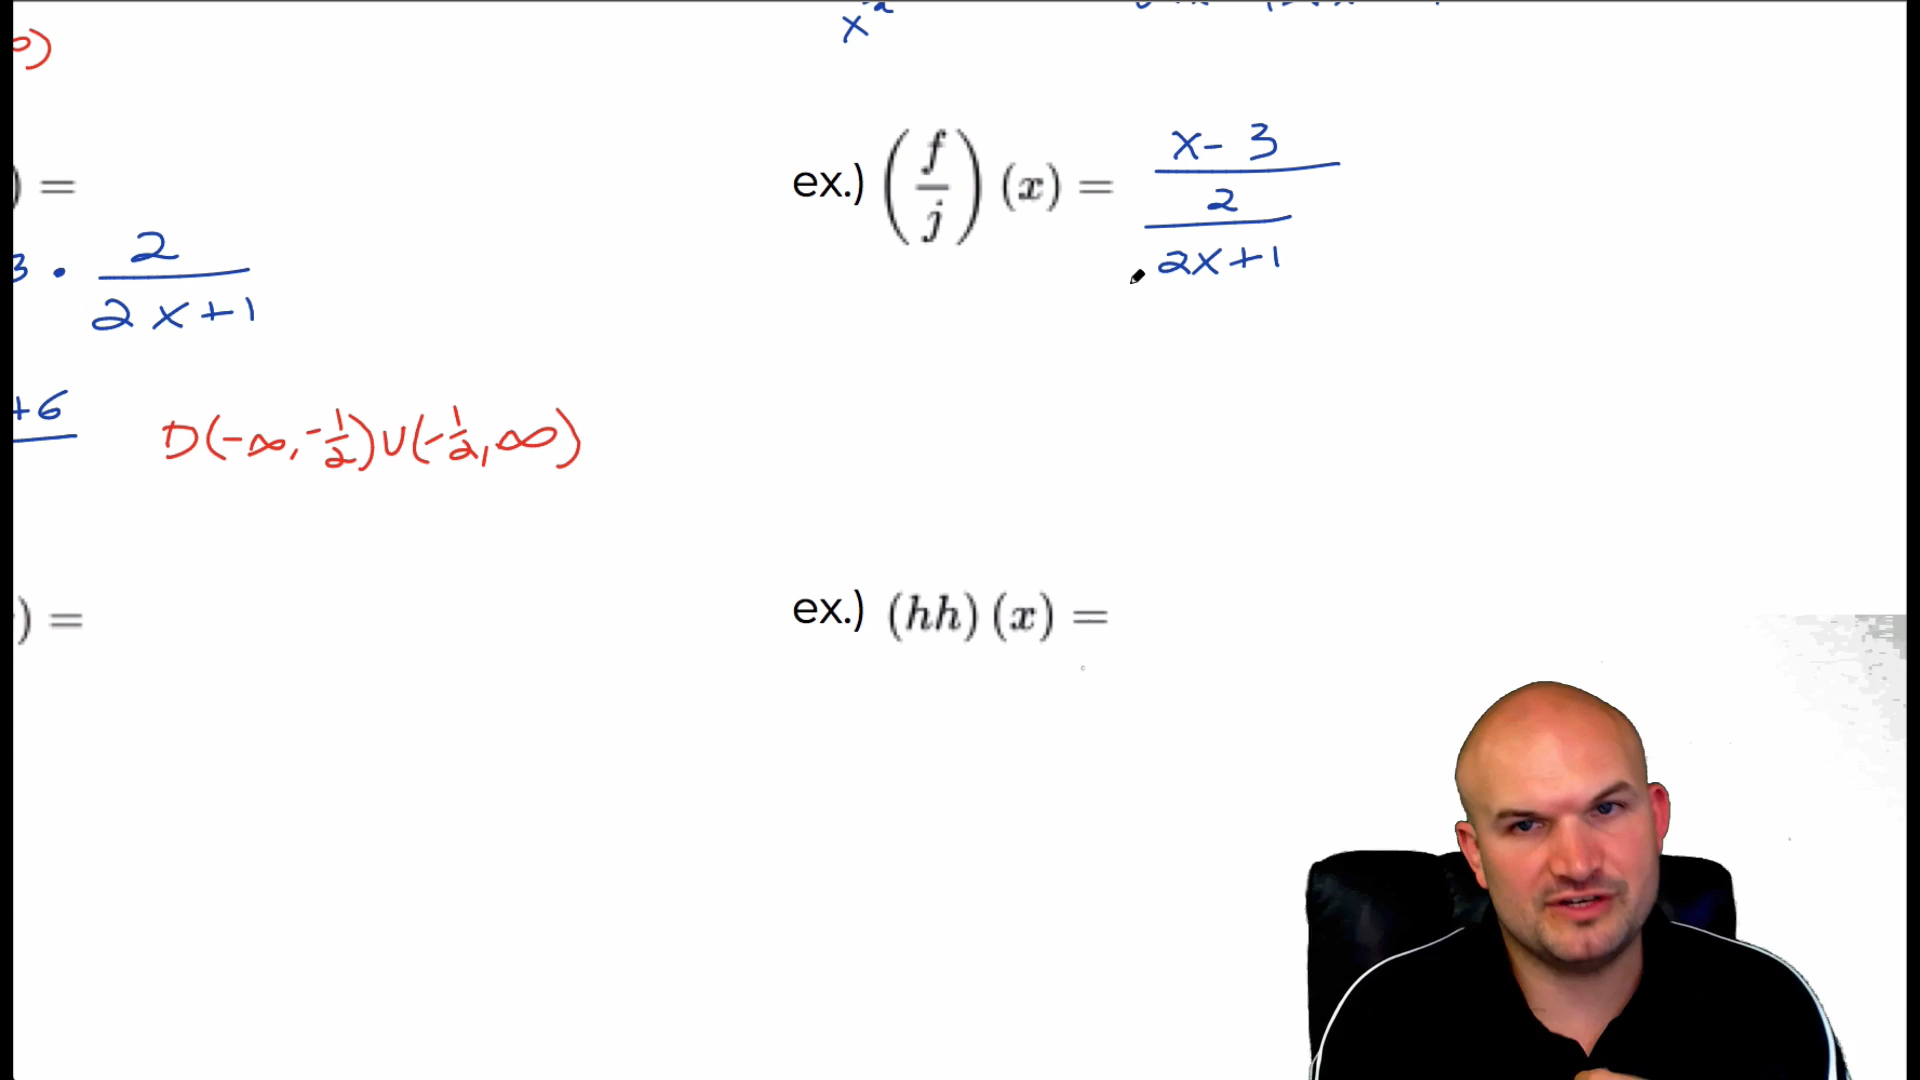 x
) =
ex.) (f/j) (x) = x - 3
2
2x+1
3 · 2
2x+1
+6
D(-∞, -1/2) ∪ (-1/2, ∞)
) =
ex.) (hh) (x) =